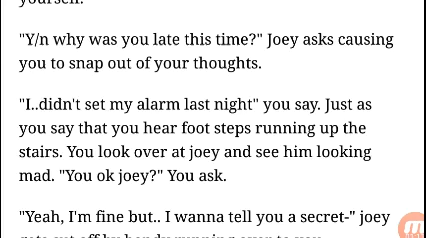 yourself.
"Y/n why was you late this time?" Joey asks causing
you to snap out of your thoughts.
"I..didn't set my alarm last night" you say. Just as
you say that you hear foot steps running up the
stairs. You look over at joey and see him looking
mad. "You ok joey?" You ask.
"Yeah, I'm fine but.. I wanna tell you a secret-" joey